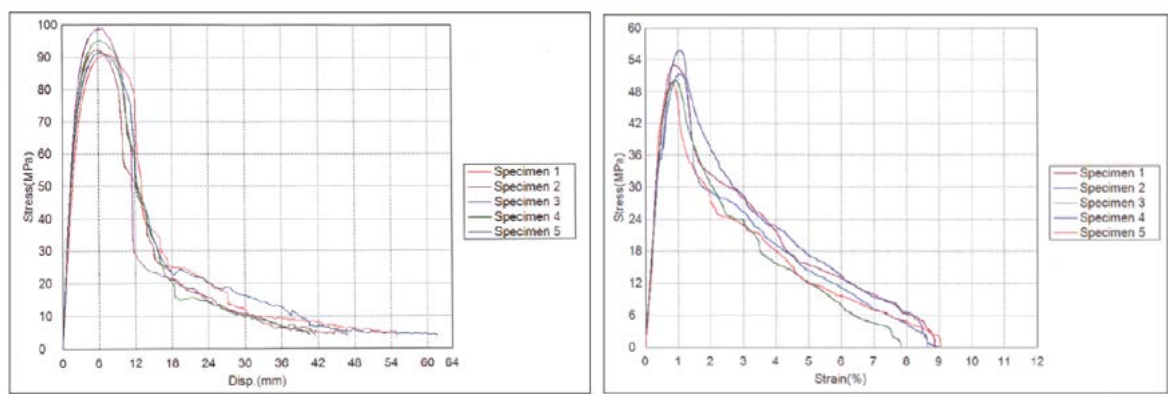 100
90
80
70
60
50
40
30
20
10
0
Stress(MPa)
0 6 12 18 24 30 36 42 48 54 60 64
Disp.(mm)
Specimen 1
Specimen 2
Specimen 3
Specimen 4
Specimen 5
60
54
48
42
36
30
24
18
12
6
0
Stress(MPa)
0 1 2 3 4 5 6 7 8 9 10 11 12
Strain(%)
Specimen 1
Specimen 2
Specimen 3
Specimen 4
Specimen 5